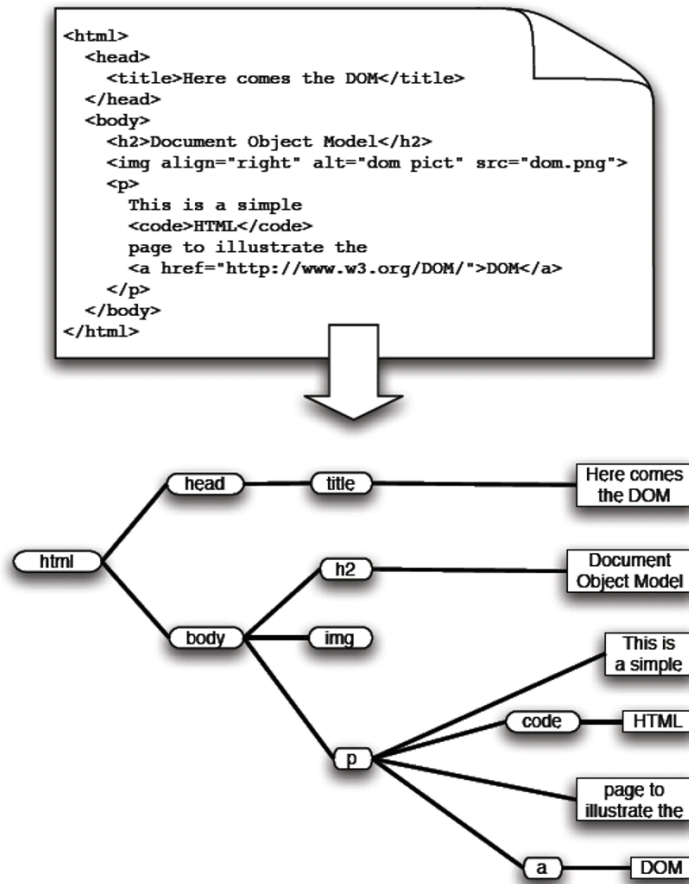 <html>
<head>
<title>Here comes the DOM</title>
</head>
<body>
<h2>Document Object Model</h2>
<img align="right" alt="dom pict" src="dom.png">
<p>
This is a simple
<code>HTML</code>
page to illustrate the
<a href="http://www.w3.org/DOM/">DOM</a>
</p>
</body>
</html>
head
title
Here comes
the DOM
html
h2
Document
Object Model
body
img
This is
a simple
code
HTML
p
page to
illustrate the
a
DOM